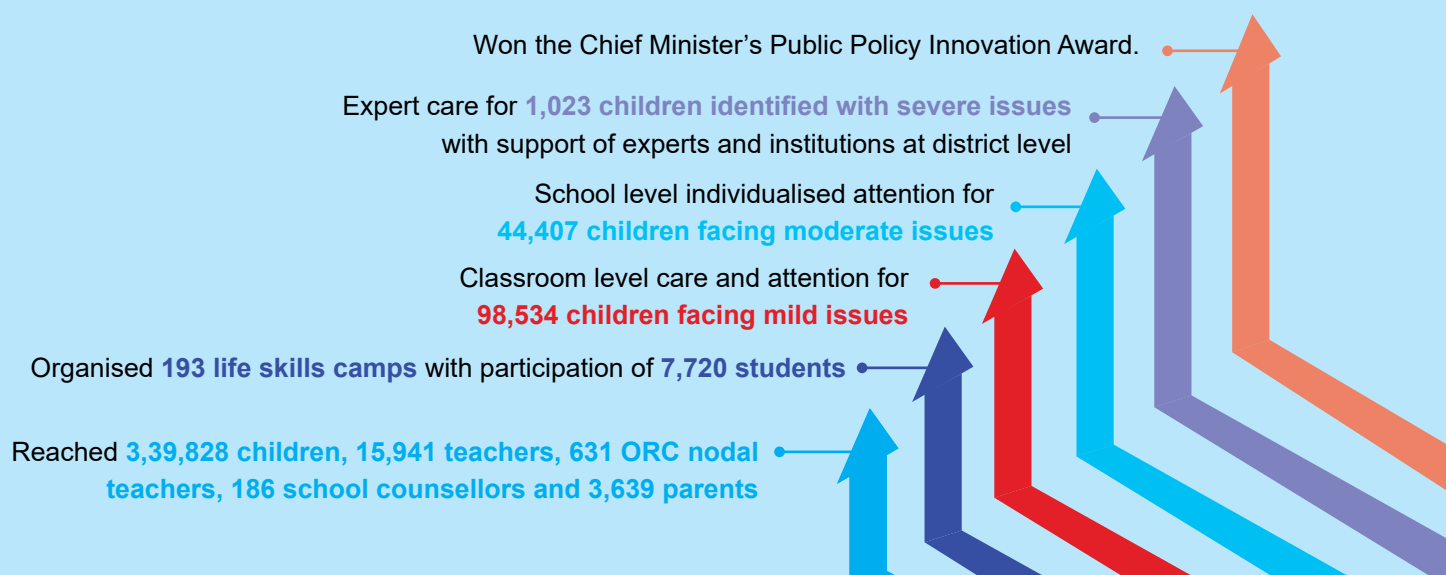 Won the Chief Minister’s Public Policy Innovation Award.
Expert care for 1,023 children identified with severe issues
with support of experts and institutions at district level
School level individualised attention for
44,407 children facing moderate issues
Classroom level care and attention for
98,534 children facing mild issues
Organised 193 life skills camps with participation of 7,720 students
Reached 3,39,828 children, 15,941 teachers, 631 ORC nodal
teachers, 186 school counsellors and 3,639 parents